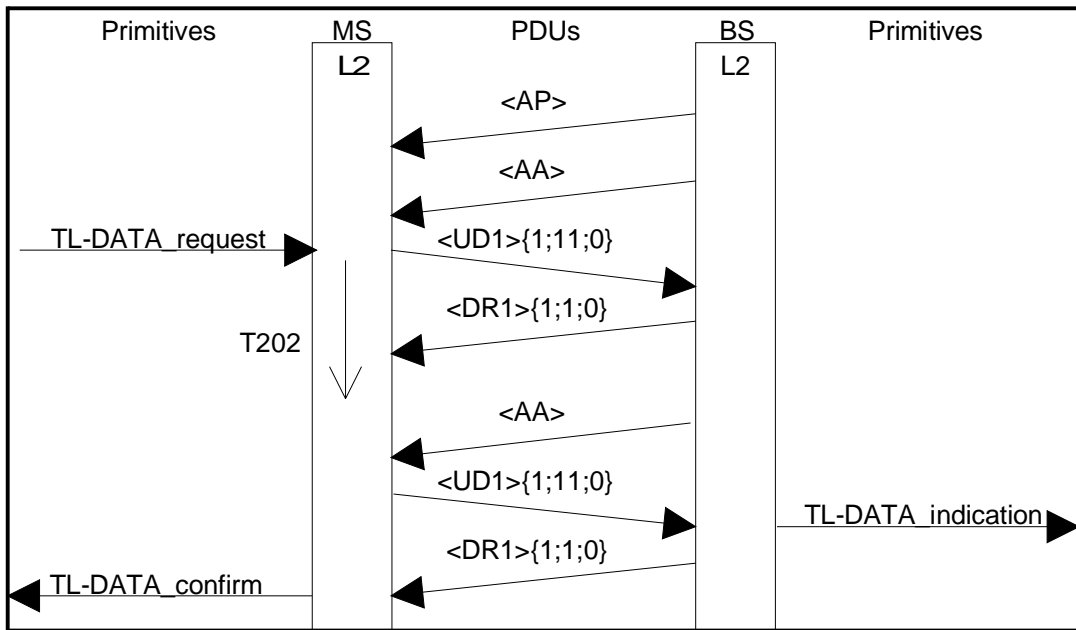 Primitives MS PDUs BS Primitives
L2 L2
<AP>
<AA>
TL-DATA_request <UD1>{1;11;0}
<DR1>{1;1;0}
T202
<AA>
<UD1>{1;11;0}
TL-DATA_indication
<DR1>{1;1;0}
TL-DATA_confirm